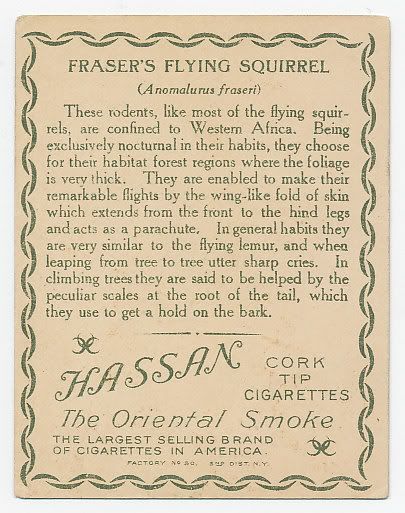 FRASER'S FLYING SQUIRREL
(Anomalurus fraseri)
These rodents, like most of the flying squir-
rels, are confined to Western Africa. Being
exclusively nocturnal in their habits, they choose
for their habitat forest regions where the foliage
is very thick. They are enabled to make their
remarkable flights by the wing-like fold of skin
which extends from the front to the hind legs
and acts as a parachute. In general habits they
are very similar to the flying lemur, and when
leaping from tree to tree utter sharp cries. In
climbing trees they are said to be helped by the
peculiar scales at the root of the tail, which
they use to get a hold on the bark.
HASSAN
CORK
TIP
CIGARETTES
The Oriental Smoke
THE LARGEST SELLING BRAND
OF CIGARETTES IN AMERICA.
FACTORY No 30. 2ND DIST. N.Y.